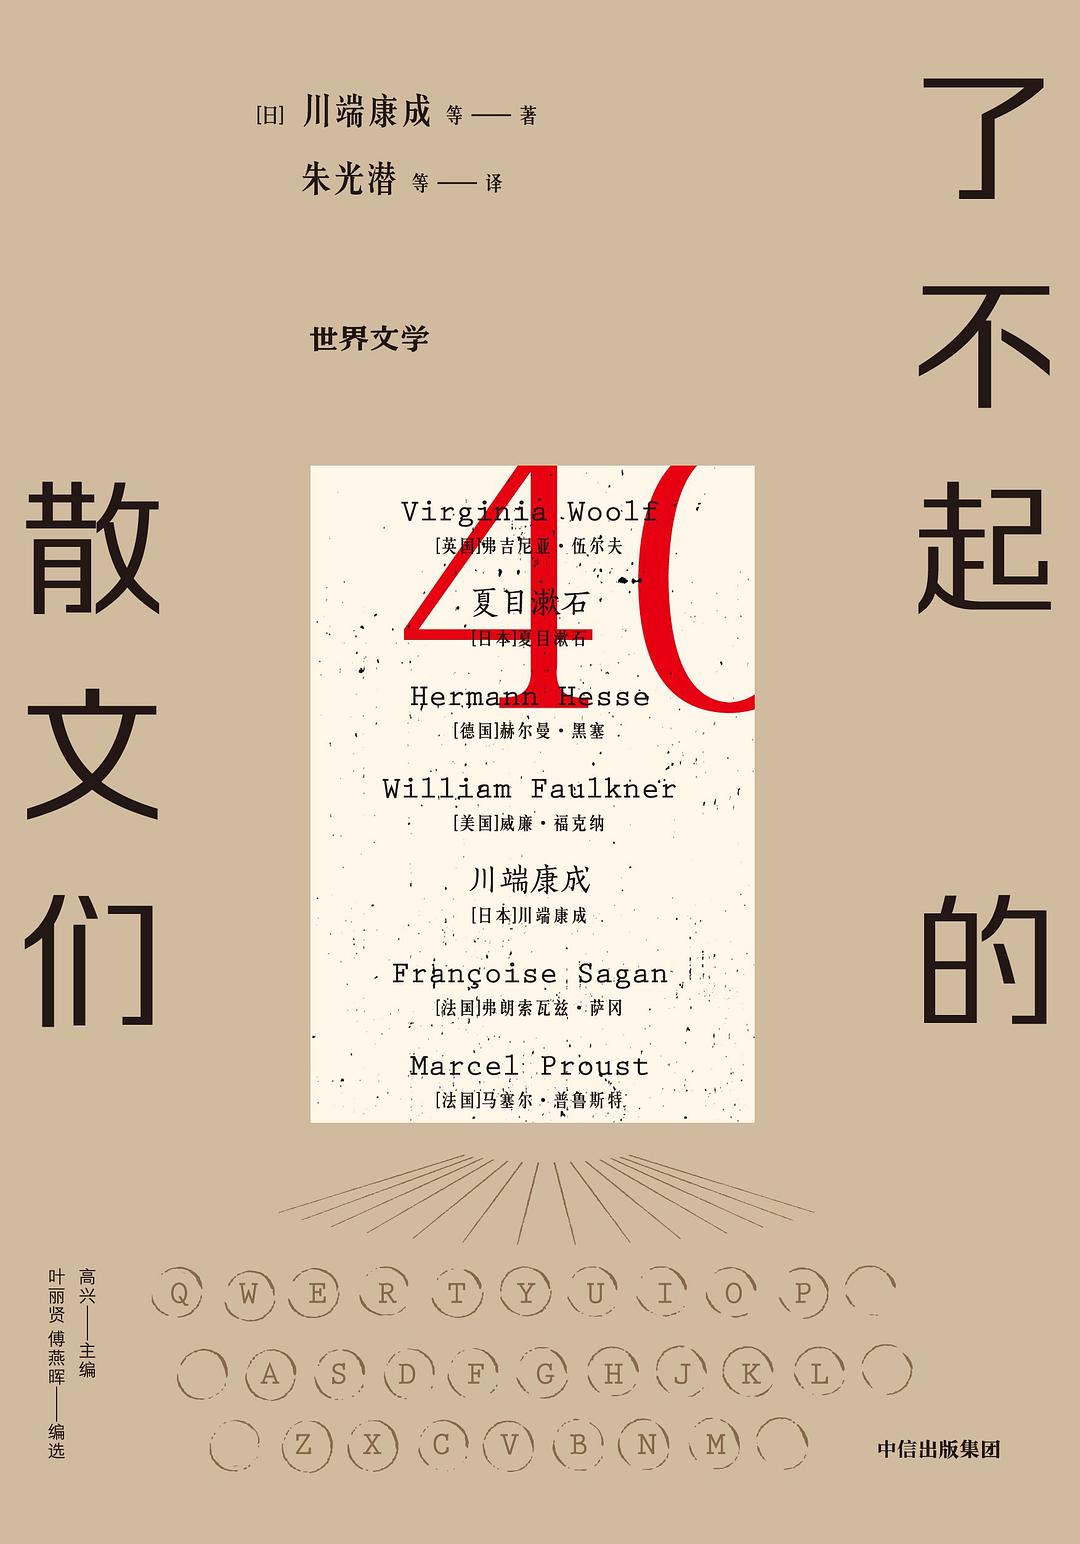 [日] 川端康成 等——著
朱光潜 等——译
世界文学
了不起的
散文们
40
Virginia Woolf
[英国]弗吉尼亚·伍尔夫
夏目漱石
[日本]夏目漱石
Hermann Hesse
[德国]赫尔曼·黑塞
William Faulkner
[美国]威廉·福克纳
川端康成
[日本]川端康成
Françoise Sagan
[法国]弗朗索瓦兹·萨冈
Marcel Proust
[法国]马塞尔·普鲁斯特
Q W E R T Y U I O P
A S D F G H J K L
Z X C V B N M
高兴——主编
叶丽贤 傅燕晖——编选
中信出版集团